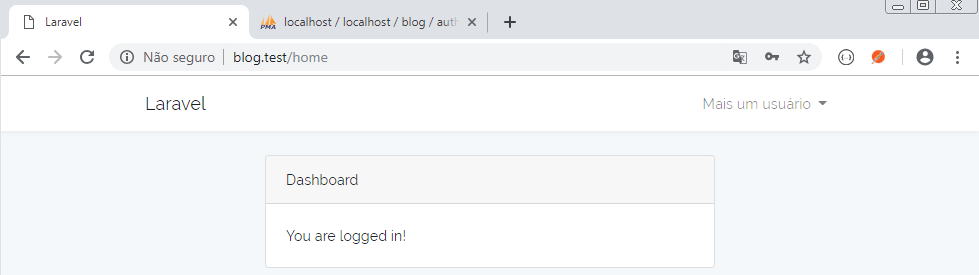 Laravel
PMA localhost / localhost / blog / auth
Não seguro | blog.test/home
Laravel Mais um usuário
Dashboard
You are logged in!